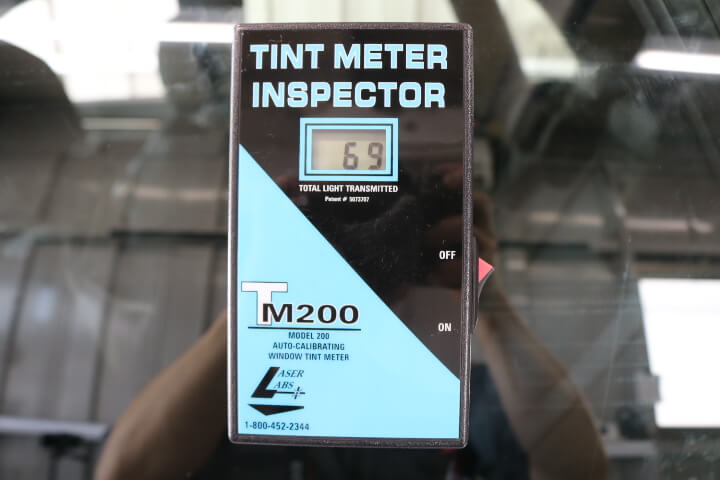 TINT METER
INSPECTOR
69
TOTAL LIGHT TRANSMITTED
Patent # 5073707
OFF
ON
TM200
MODEL 200
AUTO-CALIBRATING
WINDOW TINT METER
LASER
LABS
1-800-452-2344